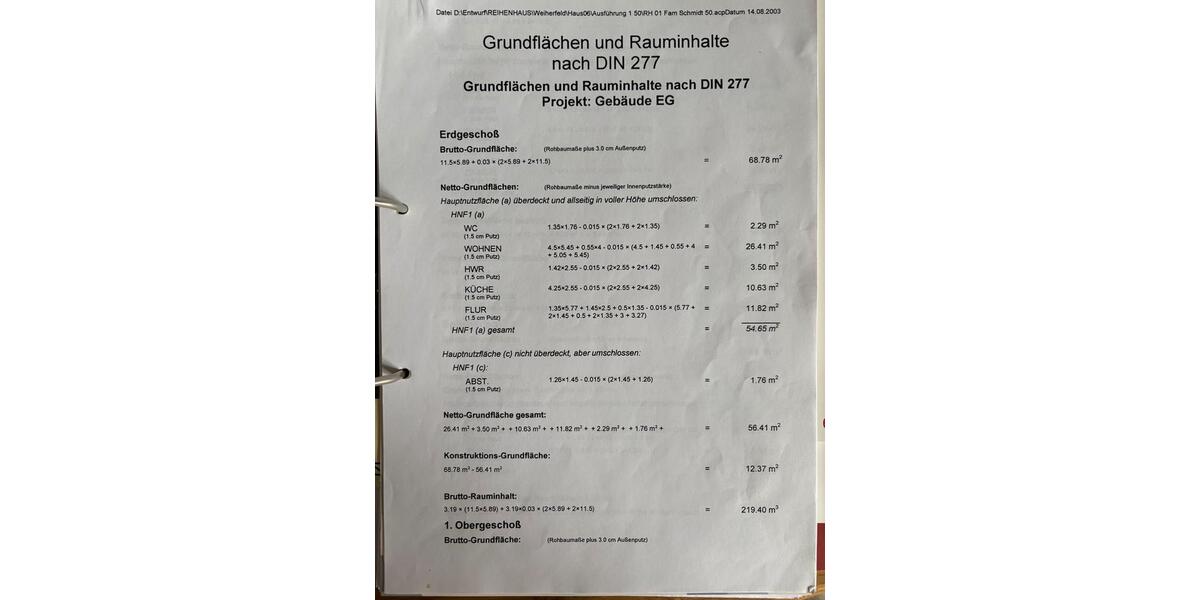 Datei D:\Entwurf\REIHENHAUS\Weiherfeld\Haus06\Ausführung 1 50\RH 01 Fam Schmidt 50.acpDatum 14.08.2003
Grundflächen und Rauminhalte
nach DIN 277
Grundflächen und Rauminhalte nach DIN 277
Projekt: Gebäude EG
Erdgeschoß
Brutto-Grundfläche: (Rohbaumaße plus 3.0 cm Außenputz)
11.5×5.89 + 0.03 × (2×5.89 + 2×11.5) = 68.78 m²
Netto-Grundflächen: (Rohbaumaße minus jeweiliger Innenputzstärke)
Hauptnutzfläche (a) überdeckt und allseitig in voller Höhe umschlossen:
HNF1 (a)
WC 1.35×1.76 - 0.015 × (2×1.76 + 2×1.35) = 2.29 m²
(1.5 cm Putz)
WOHNEN 4.5×5.45 + 0.55×4 - 0.015 × (4.5 + 1.45 + 0.55 + 4 = 26.41 m²
(1.5 cm Putz) + 5.05 + 5.45)
HWR 1.42×2.55 - 0.015 × (2×2.55 + 2×1.42) = 3.50 m²
(1.5 cm Putz)
KÜCHE 4.25×2.55 - 0.015 × (2×2.55 + 2×4.25) = 10.63 m²
(1.5 cm Putz)
FLUR 1.35×5.77 + 1.45×2.5 + 0.5×1.35 - 0.015 × (5.77 + = 11.82 m²
(1.5 cm Putz) 2×1.45 + 0.5 + 2×1.35 + 3 + 3.27)
HNF1 (a) gesamt = 54.65 m²
Hauptnutzfläche (c) nicht überdeckt, aber umschlossen:
HNF1 (c):
ABST. 1.26×1.45 - 0.015 × (2×1.45 + 1.26) = 1.76 m²
(1.5 cm Putz)
Netto-Grundfläche gesamt:
26.41 m² + 3.50 m² + + 10.63 m² + + 11.82 m² + + 2.29 m² + + 1.76 m² + = 56.41 m²
Konstruktions-Grundfläche:
68.78 m² - 56.41 m² = 12.37 m²
Brutto-Rauminhalt:
3.19 × (11.5×5.89) + 3.19×0.03 × (2×5.89 + 2×11.5) = 219.40 m³
1. Obergeschoß
Brutto-Grundfläche: (Rohbaumaße plus 3.0 cm Außenputz)